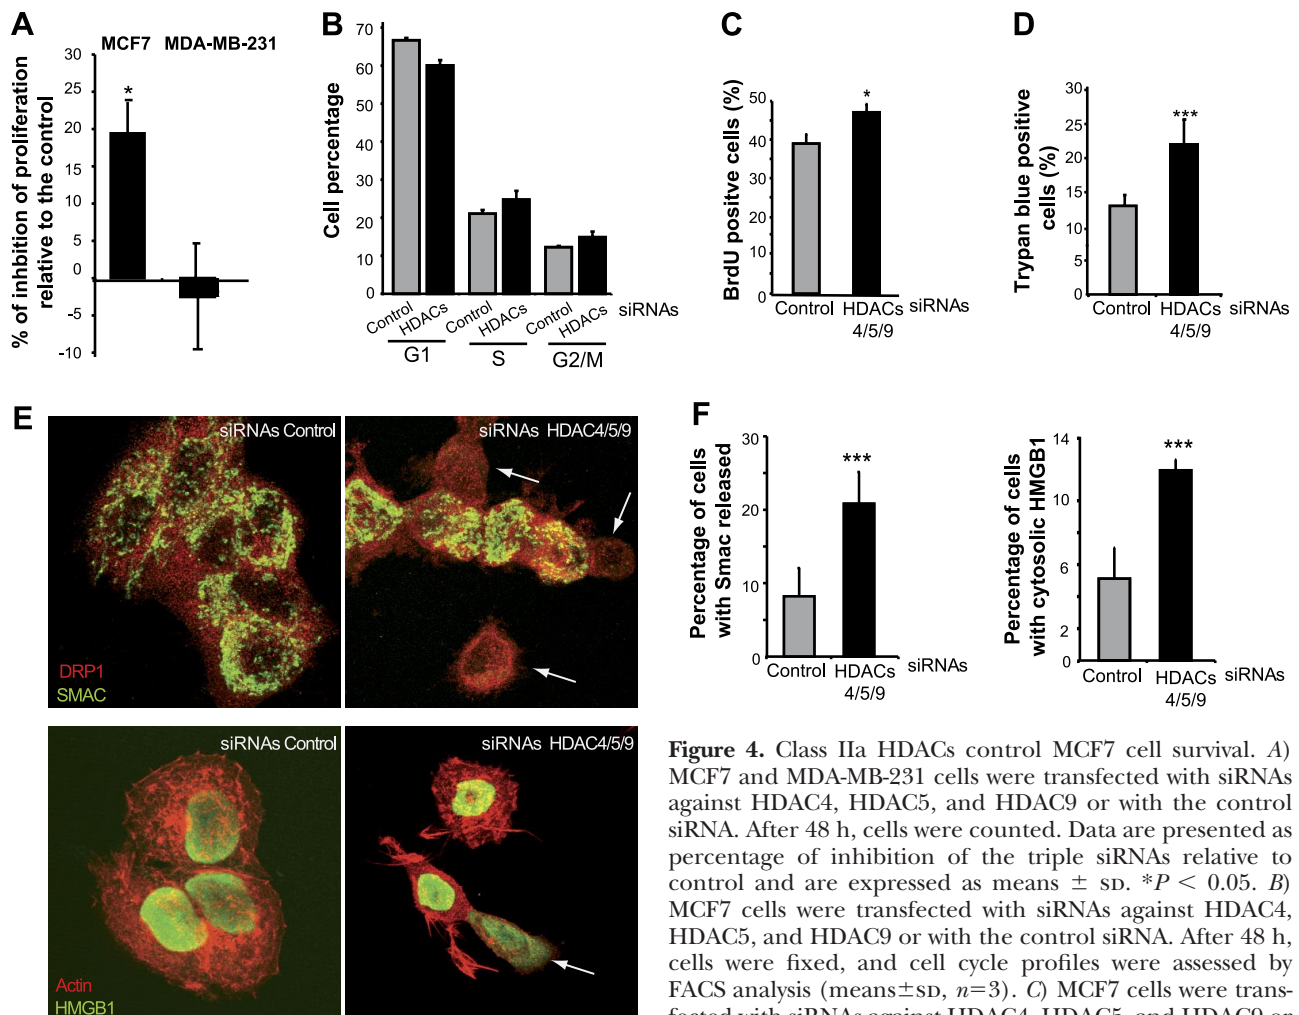 A
MCF7 MDA-MB-231
% of inhbition of proliferation
relative to the control
30
25
20
15
10
5
0
-5
-10
*
B
Cell percentage
70
60
50
40
30
20
10
0
Control
HDACs
Control
HDACs
Control
HDACs
siRNAs
G1
S
G2/M
C
BrdU positve cells (%)
50
40
30
20
10
0
*
Control
HDACs
4/5/9
siRNAs
D
Trypan blue positive
cells (%)
30
25
20
15
10
5
0
***
Control
HDACs
4/5/9
siRNAs
E
siRNAs Control
DRP1
SMAC
siRNAs HDAC4/5/9
siRNAs Control
Actin
HMGB1
siRNAs HDAC4/5/9
F
Percentage of cells
with Smac released
30
20
10
0
***
Control
HDACs
4/5/9
siRNAs
Percentage of cells
with cytosolic HMGB1
14
10
6
4
2
0
***
Control
HDACs
4/5/9
siRNAs
Figure 4. Class IIa HDACs control MCF7 cell survival. A)
MCF7 and MDA-MB-231 cells were transfected with siRNAs
against HDAC4, HDAC5, and HDAC9 or with the control
siRNA. After 48 h, cells were counted. Data are presented as
percentage of inhibition of the triple siRNAs relative to
control and are expressed as means ± SD. *P < 0.05. B)
MCF7 cells were transfected with siRNAs against HDAC4,
HDAC5, and HDAC9 or with the control siRNA. After 48 h,
cells were fixed, and cell cycle profiles were assessed by
FACS analysis (means±SD, n=3). C) MCF7 cells were trans-
fected with siRNAs against HDAC4, HDAC5, and HDAC9 or